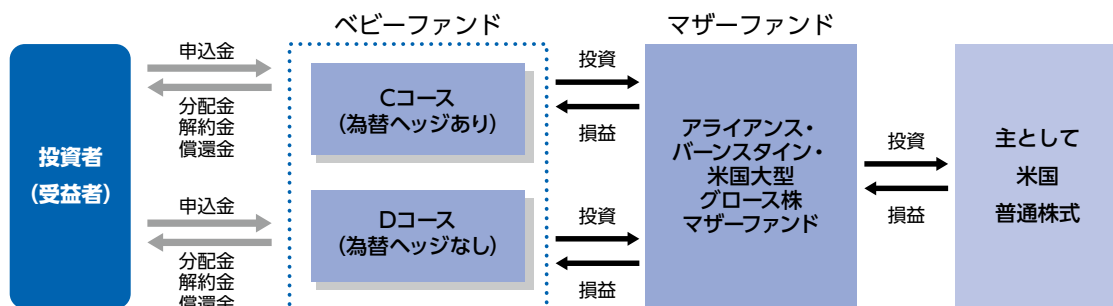 ベビーファンド
マザーファンド
投資者
(受益者)
申込金
分配金
解約金
償還金
申込金
分配金
解約金
償還金
Cコース
(為替ヘッジあり)
Dコース
(為替ヘッジなし)
投資
損益
投資
損益
アライアンス・
バーンスタイン・
米国大型
グロース株
マザーファンド
投資
損益
主として
米国
普通株式